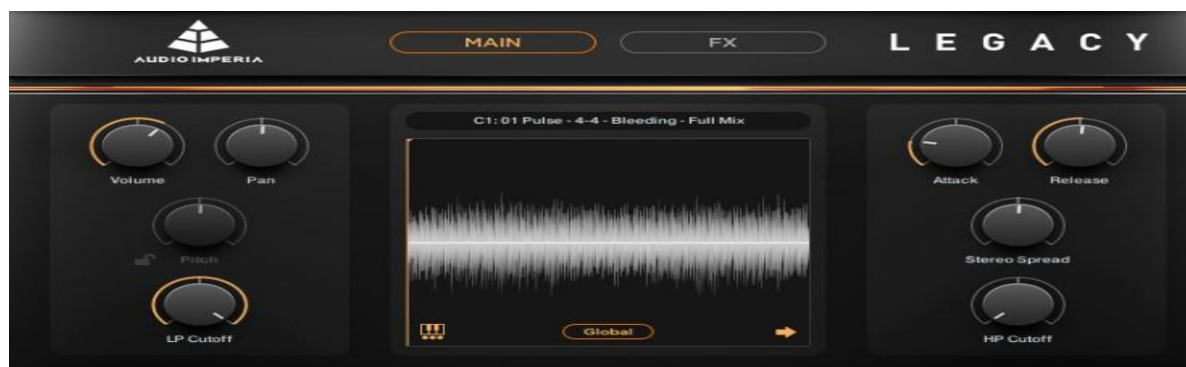 AUDIO IMPERIA
MAIN
FX
LEGACY
C1: 01 Pulse - 4-4 - Bleeding - Full Mix
Volume
Pan
Pitch
LP Cutoff
Global
Attack
Release
Stereo Spread
HP Cutoff